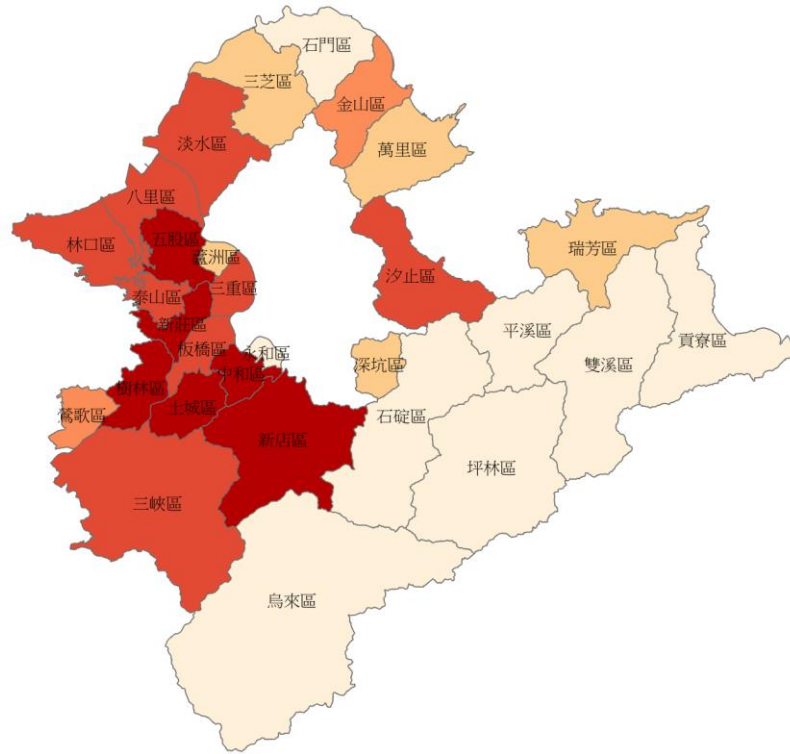 石門區
三芝區
金山區
淡水區
萬里區
八里區
林口區
五股區
瑞芳區
蘆洲區
汐止區
三重區
泰山區
新莊區
平溪區
貢寮區
板橋區
永和區
雙溪區
深坑區
中和區
樹林區
土城區
鶯歌區
石碇區
新店區
坪林區
三峽區
烏來區